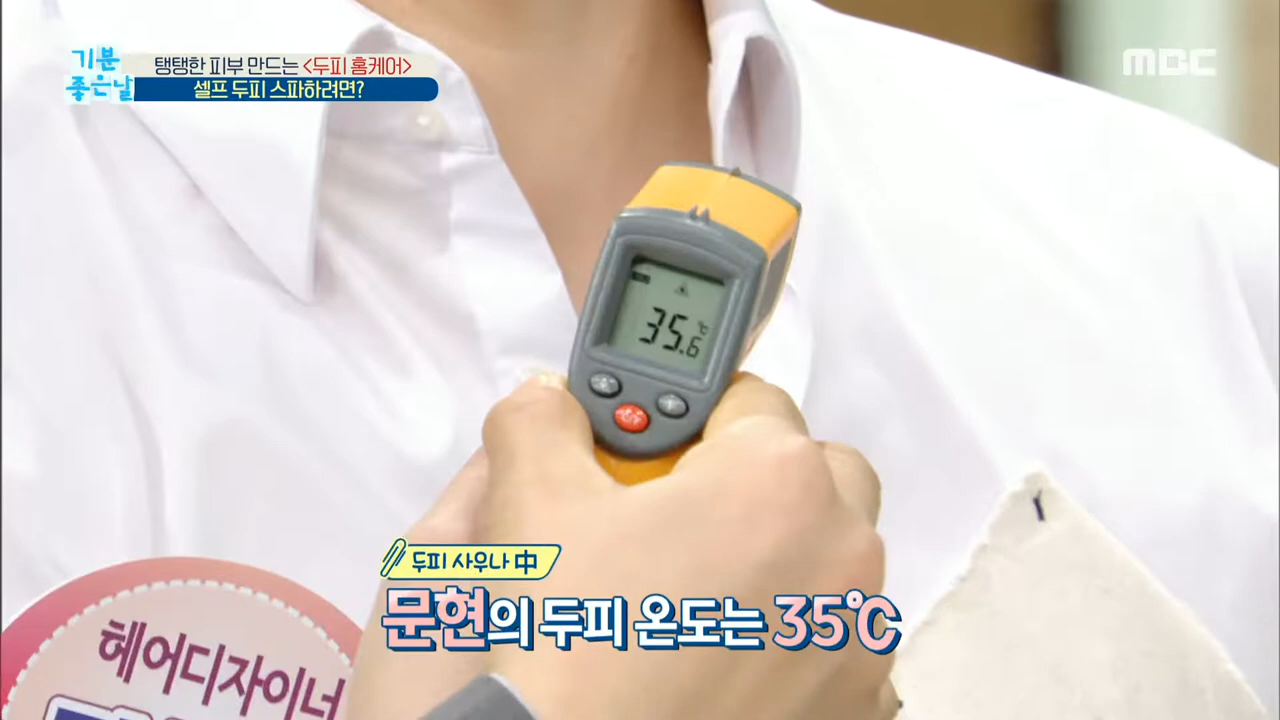 기분
좋은날
탱탱한 피부 만드는 <두피 홈케어>
셀프 두피 스파하려면?
MBC
35.6
℃
두피 사우나 中
문현의 두피 온도는 35℃
헤어디자이너